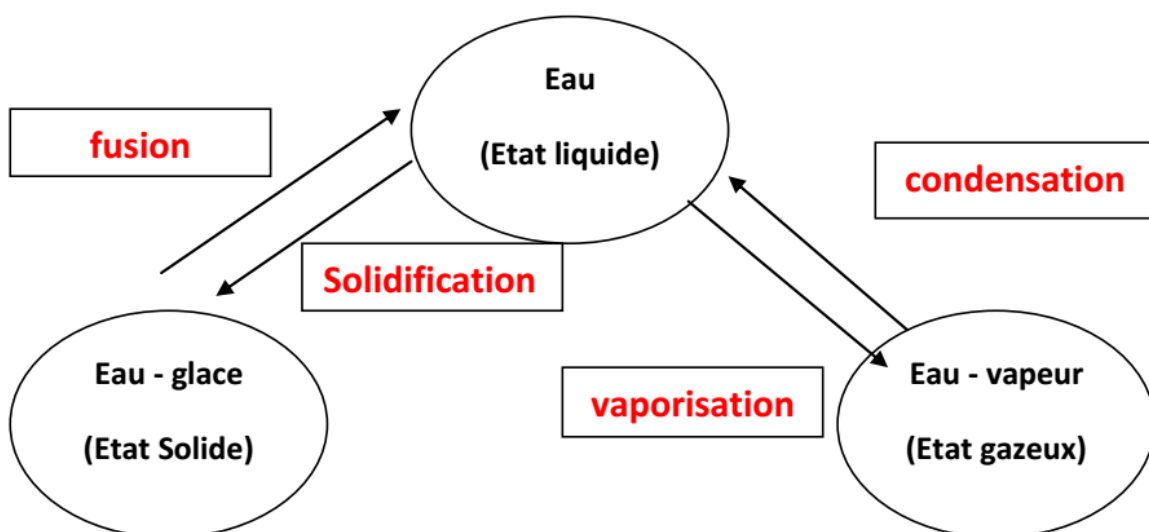 Eau
(Etat liquide)
fusion
condensation
Solidification
Eau - glace
(Etat Solide)
vaporisation
Eau - vapeur
(Etat gazeux)